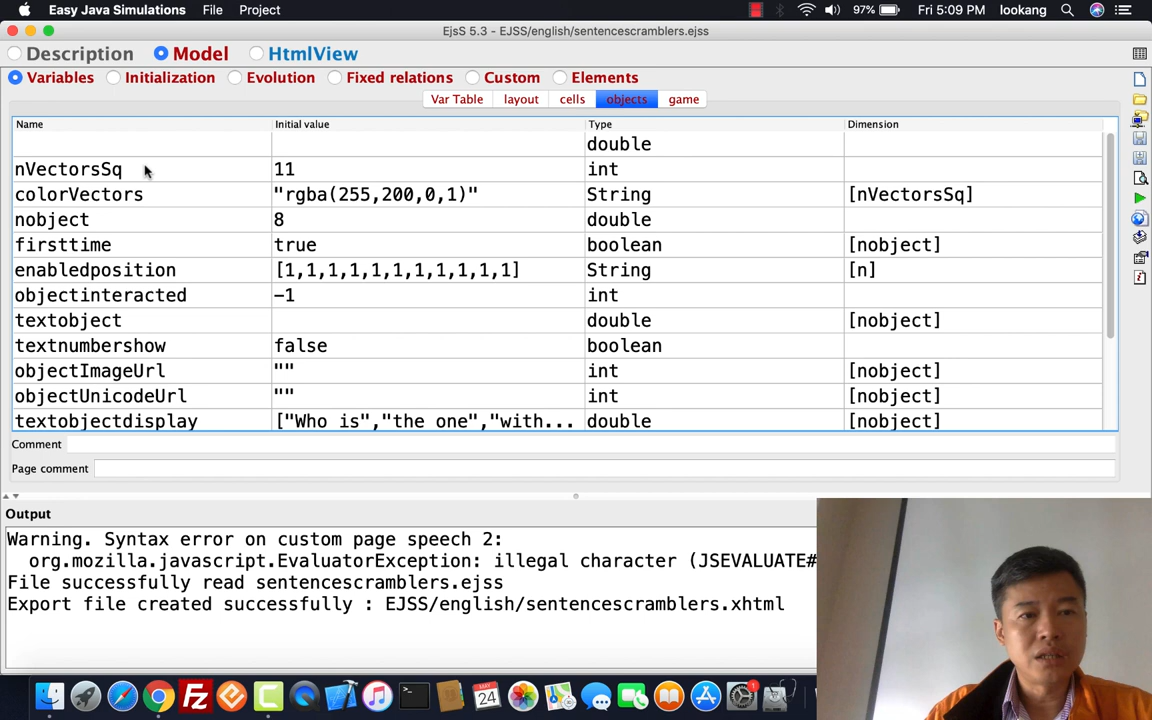 Easy Java Simulations File Project 97% Fri 5:09 PM lookang
EjsS 5.3 - EJSS/english/sentencescramblers.ejss
Description Model HtmlView
Variables Initialization Evolution Fixed relations Custom Elements
Var Table layout cells objects game
Name Initial value Type Dimension
double
nVectorsSq 11 int
colorVectors "rgba(255,200,0,1)" String [nVectorsSq]
nobject 8 double
firsttime true boolean [nobject]
enabledposition [1,1,1,1,1,1,1,1,1,1,1] String [n]
objectinteracted -1 int
textobject double [nobject]
textnumbershow false boolean
objectImageUrl "" int [nobject]
objectUnicodeUrl "" int [nobject]
textobjectdisplay ["Who is","the one","with... double [nobject]
Comment
Page comment
Output
Warning. Syntax error on custom page speech 2:
org.mozilla.javascript.EvaluatorException: illegal character (JSEVALUATE#
File successfully read sentencescramblers.ejss
Export file created successfully : EJSS/english/sentencescramblers.xhtml
MAY
24
1